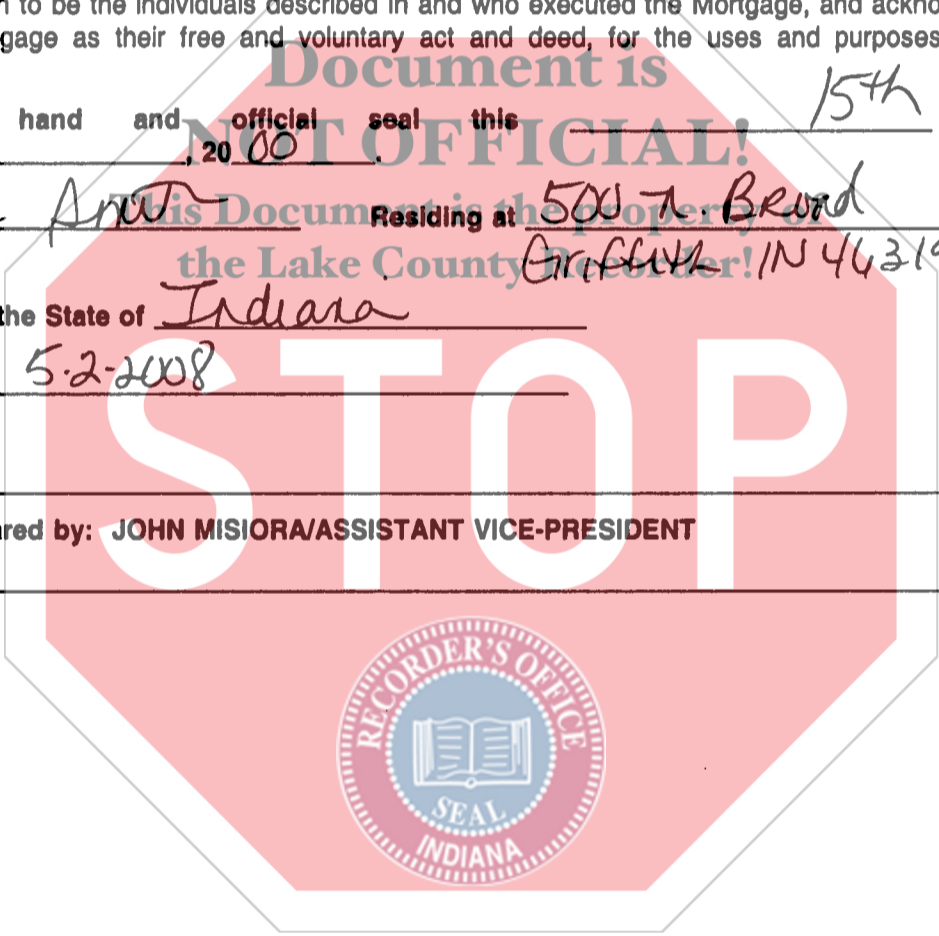 to be the individuals described in and who executed the Mortgage, and
gage as their free and voluntary act and deed, for the uses and purposes
Document is
15th
hand and official seal this
NOT OFFICIAL!
, 20 00 .
This Document is the property of
Residing at 500 N. Broad
the Lake County Recorder!
Griffith IN 46319
the State of Indiana
5-2-2008
STOP
red by: JOHN MISIORA/ASSISTANT VICE-PRESIDENT
RECORDER'S OFFICE
SEAL
INDIANA